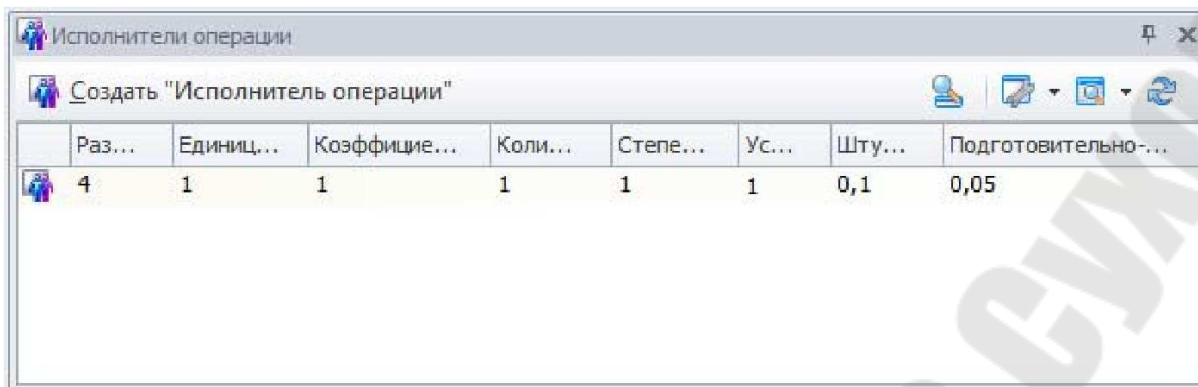 Исполнители операции
Создать "Исполнитель операции"
Раз... Единиц... Коэффицие... Коли... Степе... Ус... Шту... Подготовительно-...
4 1 1 1 1 1 0,1 0,05